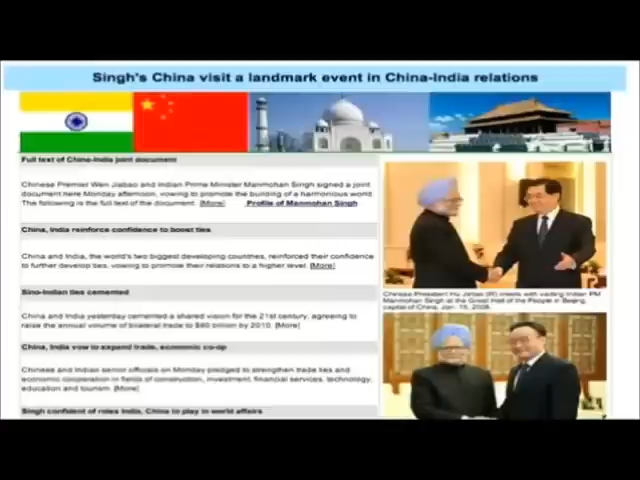 Singh's China visit a landmark event in China-India relations
Full text of China-India joint document
Chinese Premier Wen Jiabao and Indian Prime Minister Manmohan Singh signed a joint
document here Monday afternoon, vowing to promote the building of a harmonious world.
The following is the full text of the document. [More] Profile of Manmohan Singh
China, India reinforce confidence to boost ties
China and India, the world's two biggest developing countries, reinforced their confidence
to further develop ties, vowing to promote their relations to a higher level. [More]
Sino-Indian ties cemented
China and India yesterday cemented a shared vision for the 21st century, agreeing to
raise the annual volume of bilateral trade to $60 billion by 2010. [More]
China, India vow to expand trade, economic co-op
Chinese and Indian senior officials on Monday pledged to strengthen trade ties and
economic cooperation in fields of construction, investment, financial services, technology,
education and tourism. [More]
Singh confident of roles India, China to play in world affairs
Chinese President Hu Jintao (R) meets with visiting Indian PM
Manmohan Singh at the Great Hall of the People in Beijing,
capital of China, Jan. 15, 2008.